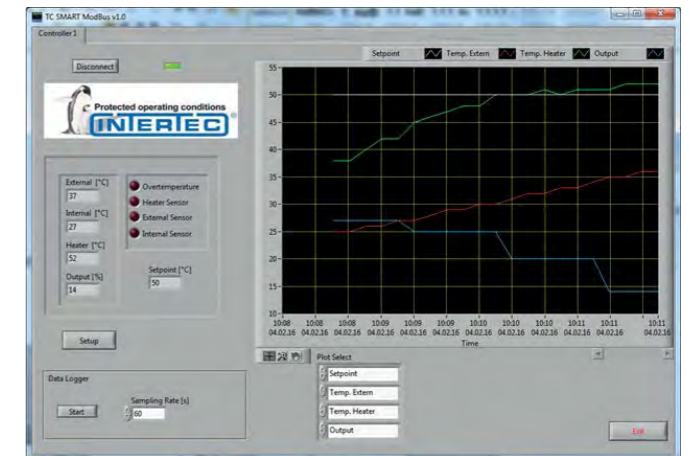 TC SMART ModBus v1.0
Controller 1
Disconnect
Protected operating conditions
INTERTEC
External [°C]
37
Internal [°C]
27
Heater [°C]
52
Output [%]
14
Overtemperature
Heater Sensor
External Sensor
Internal Sensor
Setpoint [°C]
50
Setup
Data Logger
Start
Sampling Rate [s]
60
Setpoint Temp. Extern Temp. Heater Output
55
50
45
40
35
30
25
20
15
10
10:08 10:08 10:08 10:09 10:09 10:09 10:10 10:10 10:10 10:11 10:11 10:11
04.02.16 04.02.16 04.02.16 04.02.16 04.02.16 04.02.16 04.02.16 04.02.16 04.02.16 04.02.16 04.02.16 04.02.16
Time
Plot Select
Setpoint
Temp. Extern
Temp. Heater
Output
Exit